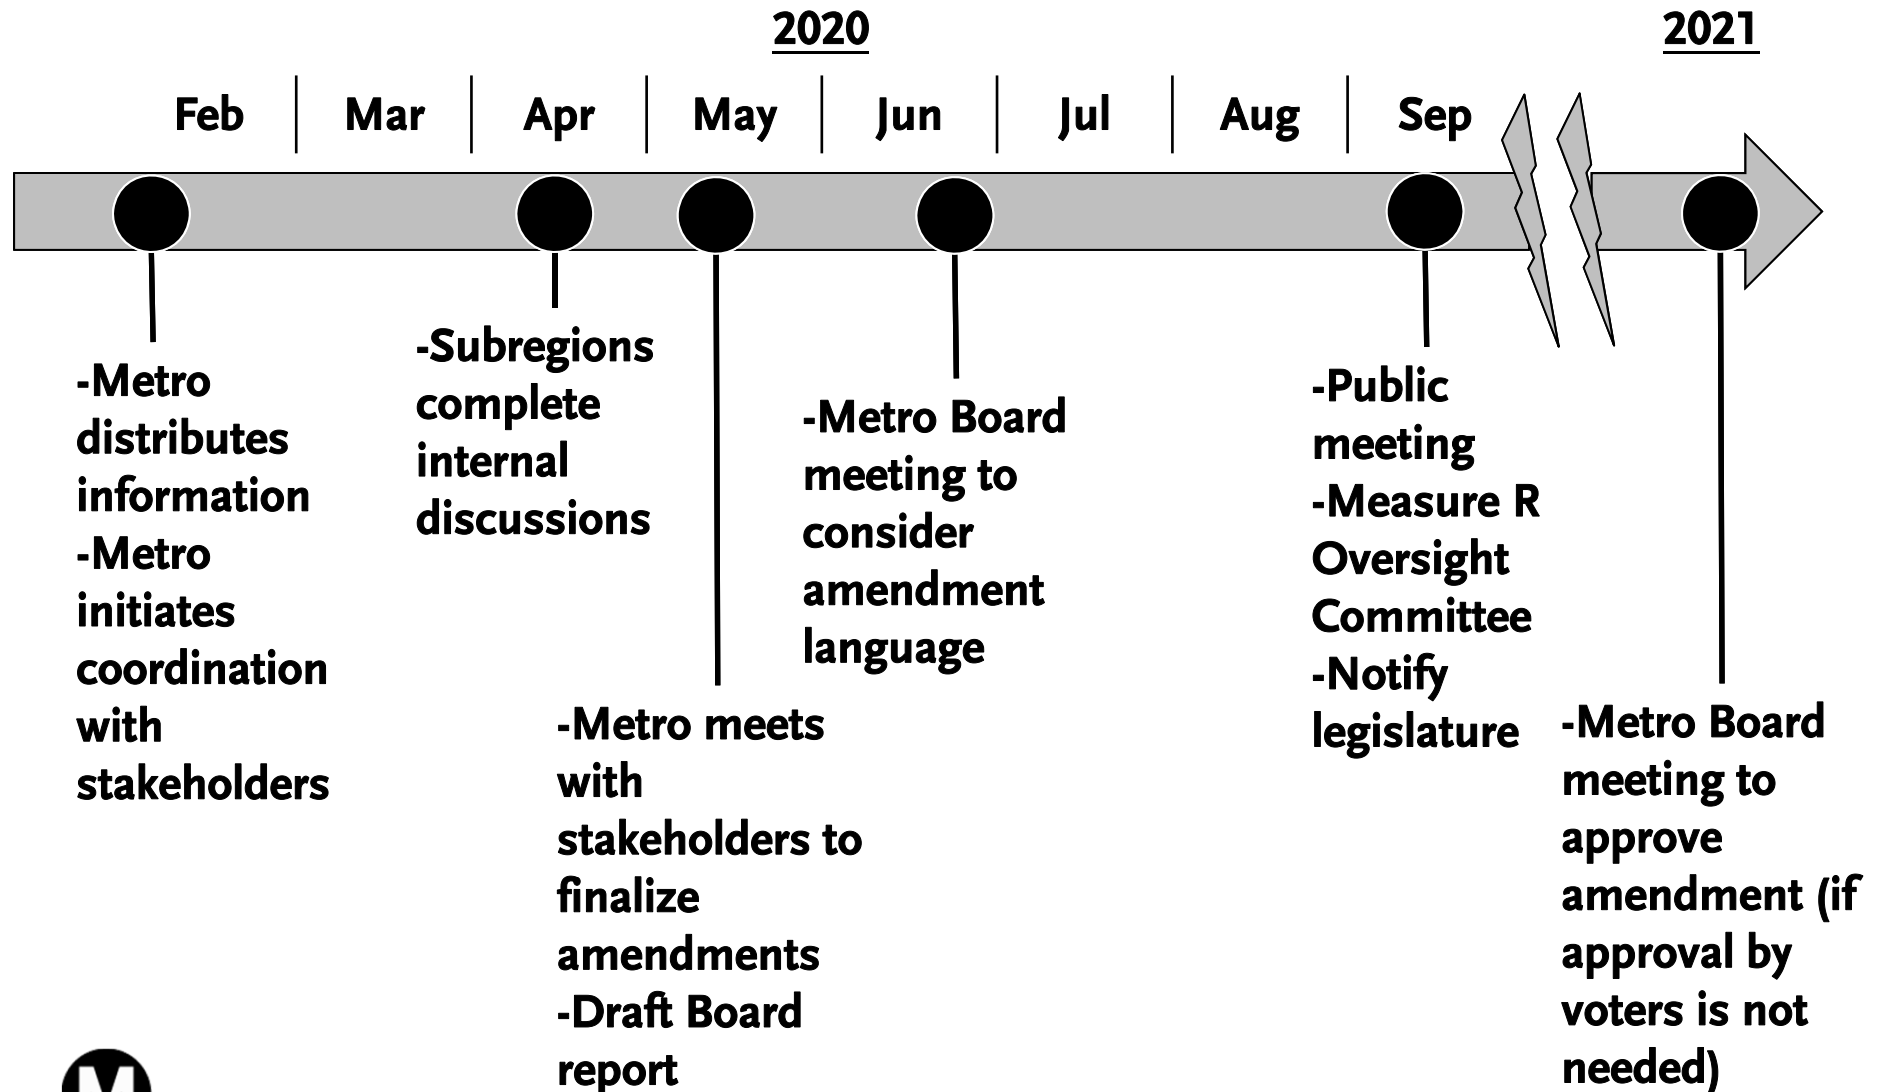 2020
2021
Feb
Mar
Apr
May
Jun
Jul
Aug
Sep
-Metro
distributes
information
-Metro
initiates
coordination
with
stakeholders
-Subregions
complete
internal
discussions
-Metro meets
with
stakeholders to
finalize
amendments
-Draft Board
report
-Metro Board
meeting to
consider
amendment
language
-Public
meeting
-Measure R
Oversight
Committee
-Notify
legislature
-Metro Board
meeting to
approve
amendment (if
approval by
voters is not
needed)
M